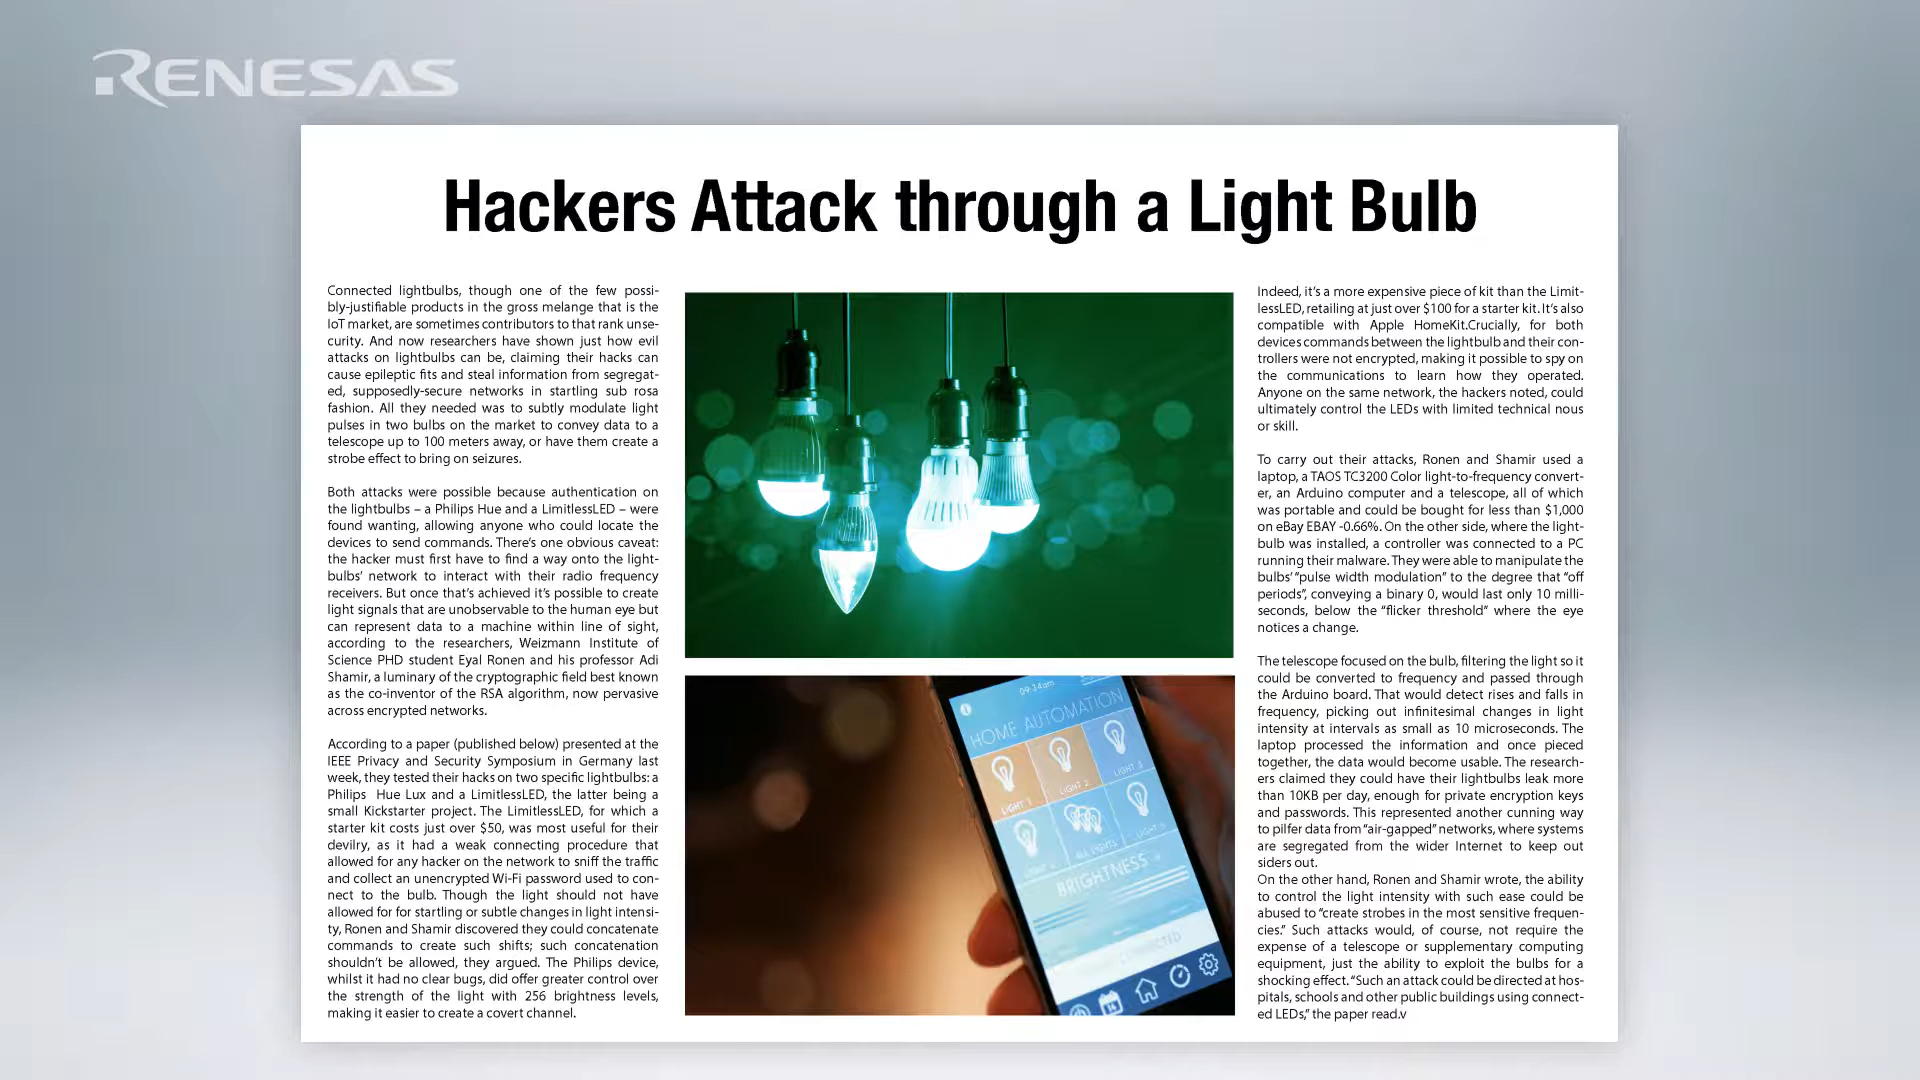 RENESAS
Hackers Attack through a Light Bulb
Connected lightbulbs, though one of the few possi-
bly-justifiable products in the gross melange that is the
IoT market, are sometimes contributors to that rank unse-
curity. And now researchers have shown just how evil
attacks on lightbulbs can be, claiming their hacks can
cause epileptic fits and steal information from segregat-
ed, supposedly-secure networks in startling sub rosa
fashion. All they needed was to subtly modulate light
pulses in two bulbs on the market to convey data to a
telescope up to 100 meters away, or have them create a
strobe effect to bring on seizures.
Both attacks were possible because authentication on
the lightbulbs – a Philips Hue and a LimitlessLED – were
found wanting, allowing anyone who could locate the
devices to send commands. There's one obvious caveat:
the hacker must first have to find a way onto the light-
bulbs' network to interact with their radio frequency
receivers. But once that's achieved it's possible to create
light signals that are unobservable to the human eye but
can represent data to a machine within line of sight,
according to the researchers, Weizmann Institute of
Science PHD student Eyal Ronen and his professor Adi
Shamir, a luminary of the cryptographic field best known
as the co-inventor of the RSA algorithm, now pervasive
across encrypted networks.
According to a paper (published below) presented at the
IEEE Privacy and Security Symposium in Germany last
week, they tested their hacks on two specific lightbulbs: a
Philips Hue Lux and a LimitlessLED, the latter being a
small Kickstarter project. The LimitlessLED, for which a
starter kit costs just over $50, was most useful for their
devilry, as it had a weak connecting procedure that
allowed for any hacker on the network to sniff the traffic
and collect an unencrypted Wi-Fi password used to con-
nect to the bulb. Though the light should not have
allowed for for startling or subtle changes in light intensi-
ty, Ronen and Shamir discovered they could concatenate
commands to create such shifts; such concatenation
shouldn't be allowed, they argued. The Philips device,
whilst it had no clear bugs, did offer greater control over
the strength of the light with 256 brightness levels,
making it easier to create a covert channel.
09:34am
HOME AUTOMATION
LIGHT 1
LIGHT 2
LIGHT 3
ALL LIGHTS
BRIGHTNESS
Indeed, it's a more expensive piece of kit than the Limit-
lessLED, retailing at just over $100 for a starter kit. It's also
compatible with Apple HomeKit.Crucially, for both
devices commands between the lightbulb and their con-
trollers were not encrypted, making it possible to spy on
the communications to learn how they operated.
Anyone on the same network, the hackers noted, could
ultimately control the LEDs with limited technical nous
or skill.
To carry out their attacks, Ronen and Shamir used a
laptop, a TAOS TC3200 Color light-to-frequency convert-
er, an Arduino computer and a telescope, all of which
was portable and could be bought for less than $1,000
on eBay EBAY -0.66%. On the other side, where the light-
bulb was installed, a controller was connected to a PC
running their malware. They were able to manipulate the
bulbs' "pulse width modulation" to the degree that "off
periods", conveying a binary 0, would last only 10 milli-
seconds, below the "flicker threshold" where the eye
notices a change.
The telescope focused on the bulb, filtering the light so it
could be converted to frequency and passed through
the Arduino board. That would detect rises and falls in
frequency, picking out infinitesimal changes in light
intensity at intervals as small as 10 microseconds. The
laptop processed the information and once pieced
together, the data would become usable. The research-
ers claimed they could have their lightbulbs leak more
than 10KB per day, enough for private encryption keys
and passwords. This represented another cunning way
to pilfer data from "air-gapped" networks, where systems
are segregated from the wider Internet to keep out
siders out.
On the other hand, Ronen and Shamir wrote, the ability
to control the light intensity with such ease could be
abused to "create strobes in the most sensitive frequen-
cies." Such attacks would, of course, not require the
expense of a telescope or supplementary computing
equipment, just the ability to exploit the bulbs for a
shocking effect. "Such an attack could be directed at hos-
pitals, schools and other public buildings using connect-
ed LEDs," the paper read.v